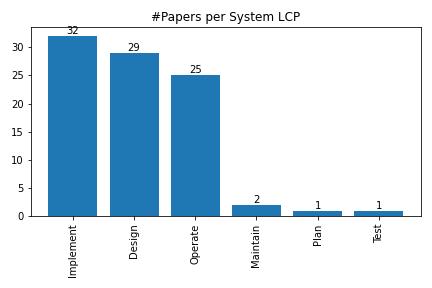 #Papers per System LCP
32
29
25
2
1
1
30
25
20
15
10
5
0
Implement
Design
Operate
Maintain
Plan
Test